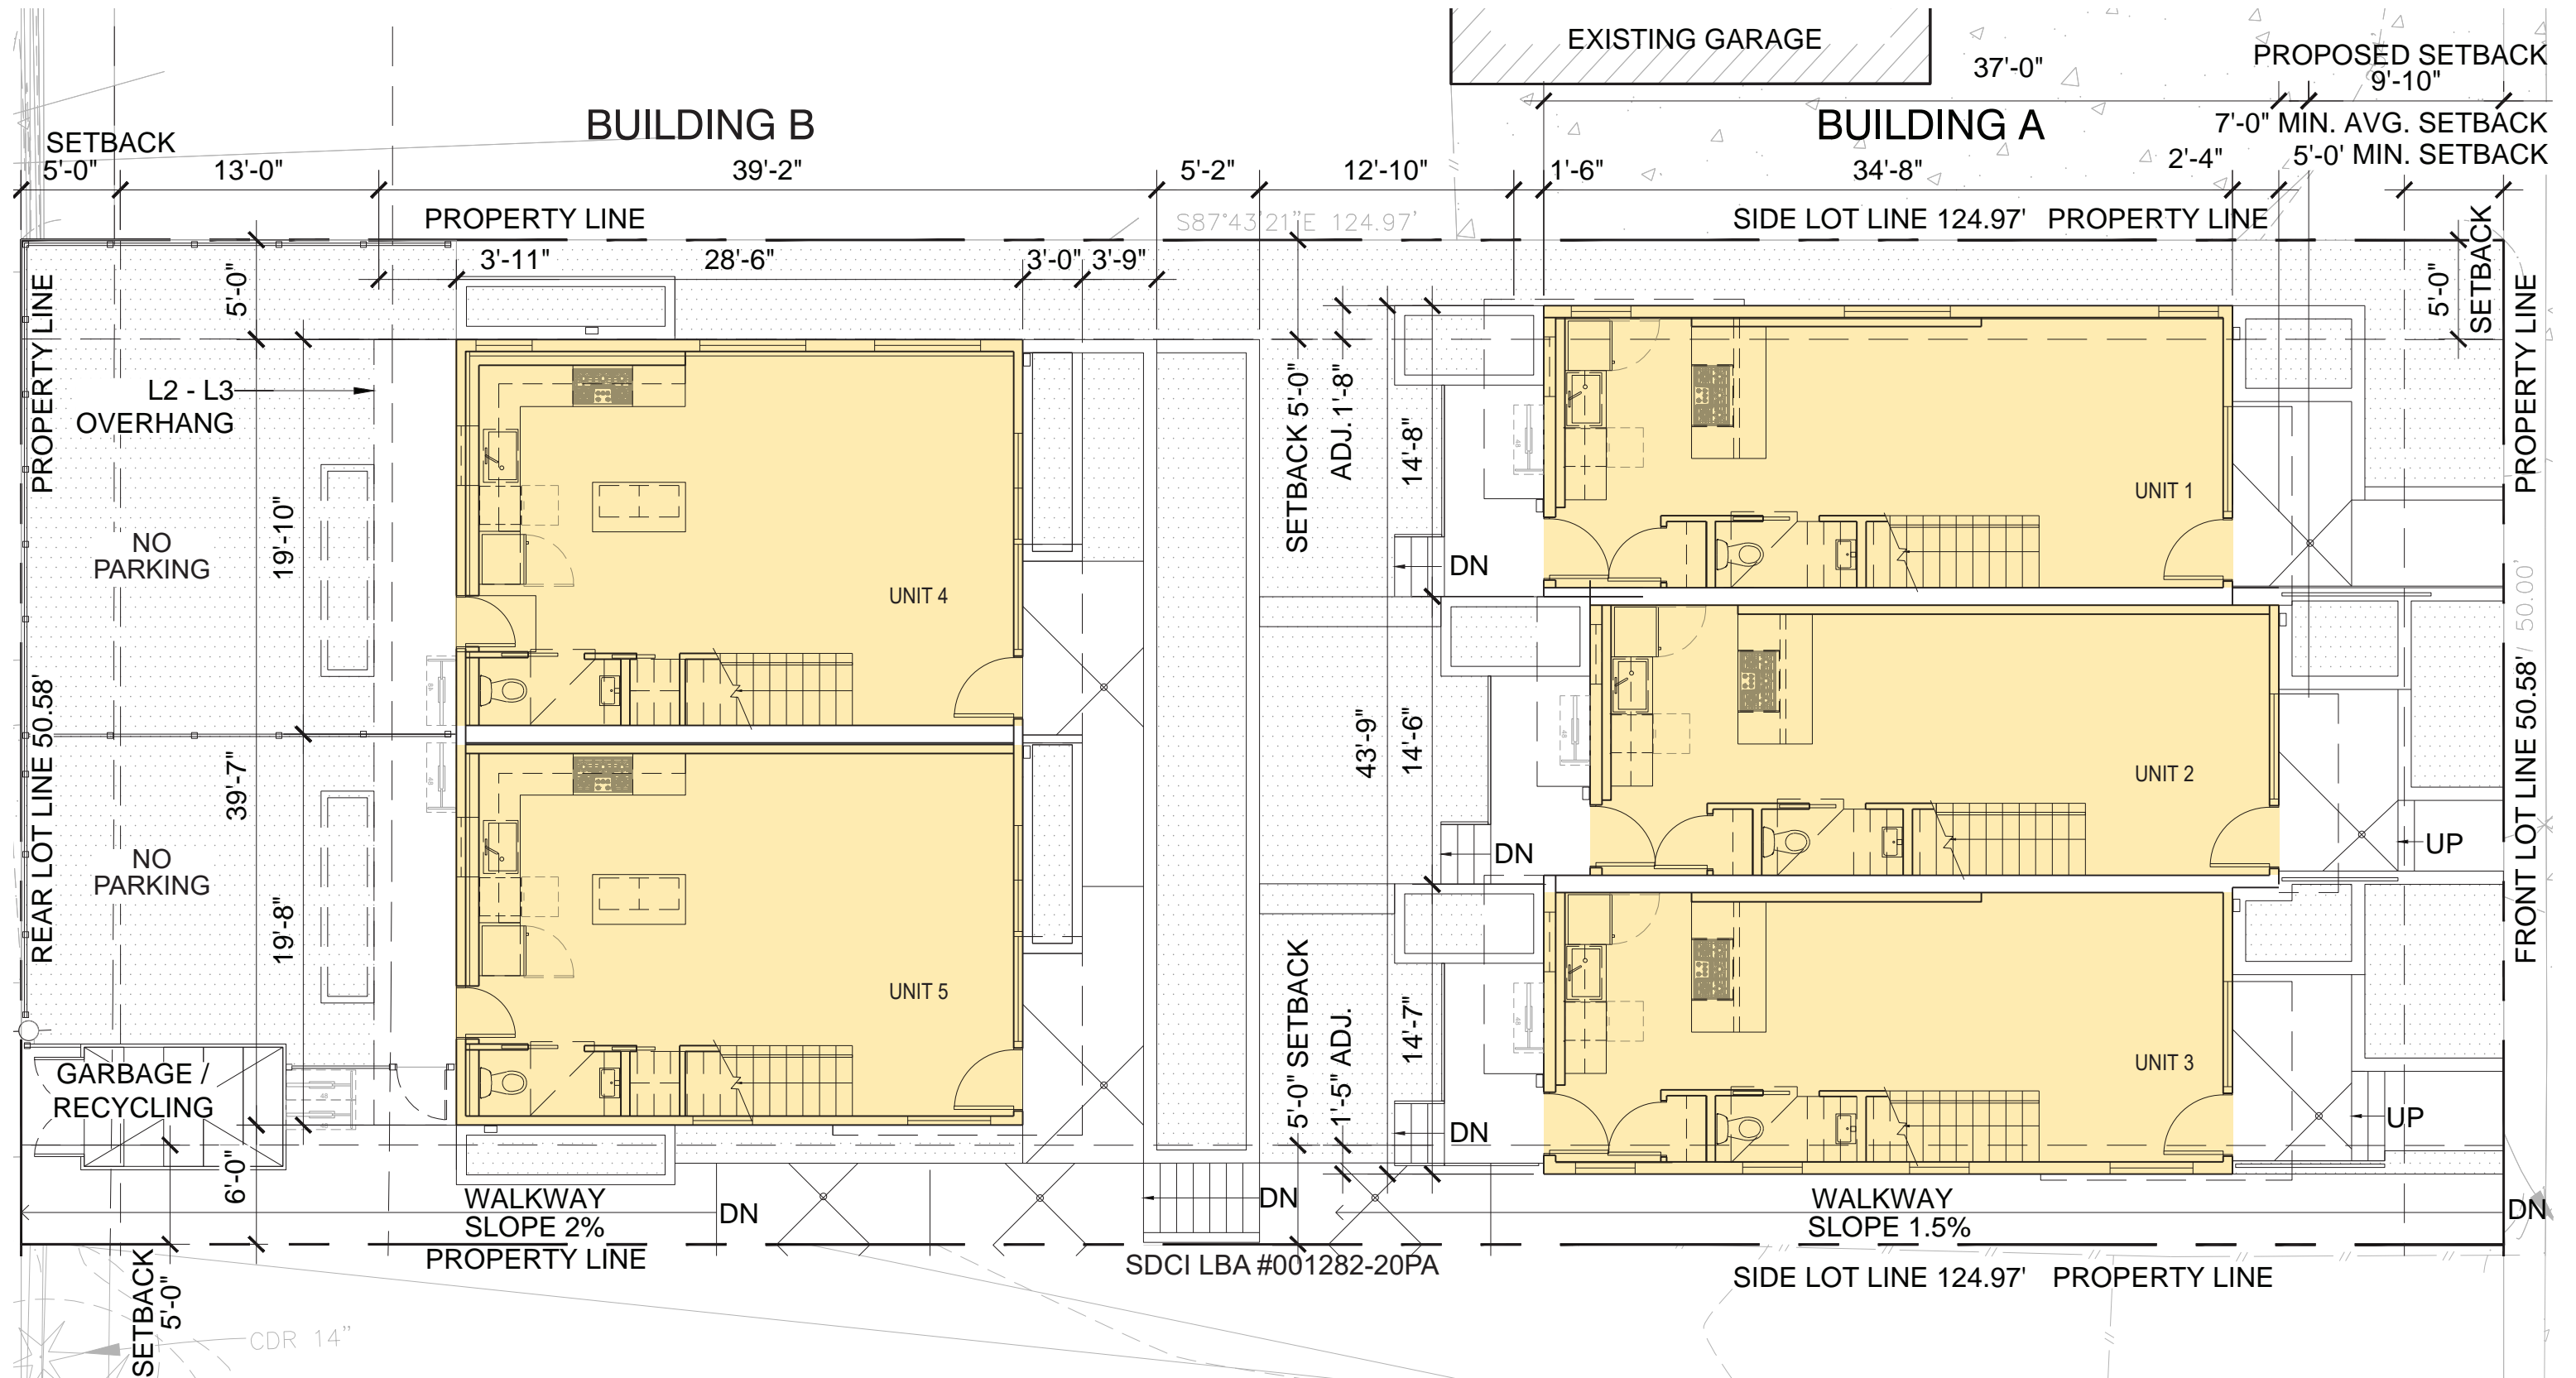 EXISTING GARAGE
37'-0"
PROPOSED SETBACK
9'-10"
BUILDING B
BUILDING A
7'-0" MIN. AVG. SETBACK
5'-0' MIN. SETBACK
SETBACK
5'-0"
13'-0"
39'-2"
5'-2"
12'-10"
1'-6"
34'-8"
2'-4"
PROPERTY LINE
S87°43'21"E 124.97'
SIDE LOT LINE 124.97' PROPERTY LINE
3'-11"
28'-6"
3'-0"
3'-9"
5'-0"
SETBACK
5'-0"
PROPERTY LINE
PROPERTY LINE
L2 - L3
OVERHANG
SETBACK 5'-0"
ADJ. 1'-8"
14'-8"
UNIT 1
19'-10"
NO
PARKING
DN
UNIT 4
50.00'
REAR LOT LINE 50.58'
FRONT LOT LINE 50.58'
39'-7"
43'-9"
14'-6"
UNIT 2
NO
PARKING
DN
UP
19'-8"
UNIT 5
5'-0" SETBACK
1'-5" ADJ.
14'-7"
UNIT 3
GARBAGE /
RECYCLING
DN
UP
6'-0"
WALKWAY
SLOPE 2%
DN
DN
WALKWAY
SLOPE 1.5%
DN
PROPERTY LINE
SDCI LBA #001282-20PA
SIDE LOT LINE 124.97' PROPERTY LINE
SETBACK
5'-0"
CDR 14"